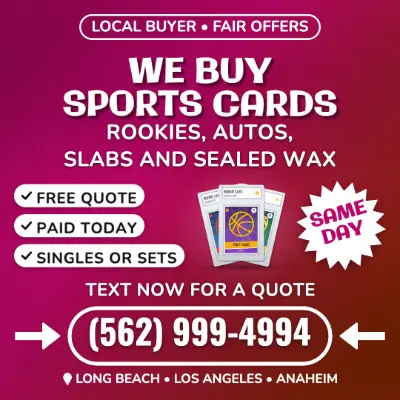 LOCAL BUYER • FAIR OFFERS
WE BUY
SPORTS CARDS
ROOKIES, AUTOS,
SLABS AND SEALED WAX
FREE QUOTE
PAID TODAY
SINGLES OR SETS
SAME
DAY
TEXT NOW FOR A QUOTE
(562) 999-4994
LONG BEACH • LOS ANGELES • ANAHEIM